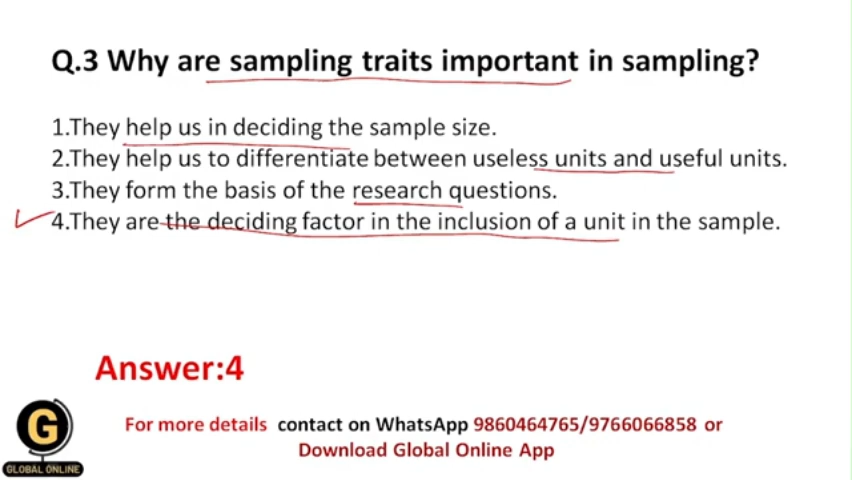 Q.3 Why are sampling traits important in sampling?
1.They help us in deciding the sample size.
2.They help us to differentiate between useless units and useful units.
3.They form the basis of the research questions.
4.They are the deciding factor in the inclusion of a unit in the sample.
Answer:4
For more details contact on WhatsApp 9860464765/9766066858 or
Download Global Online App
G
GLOBAL ONLINE